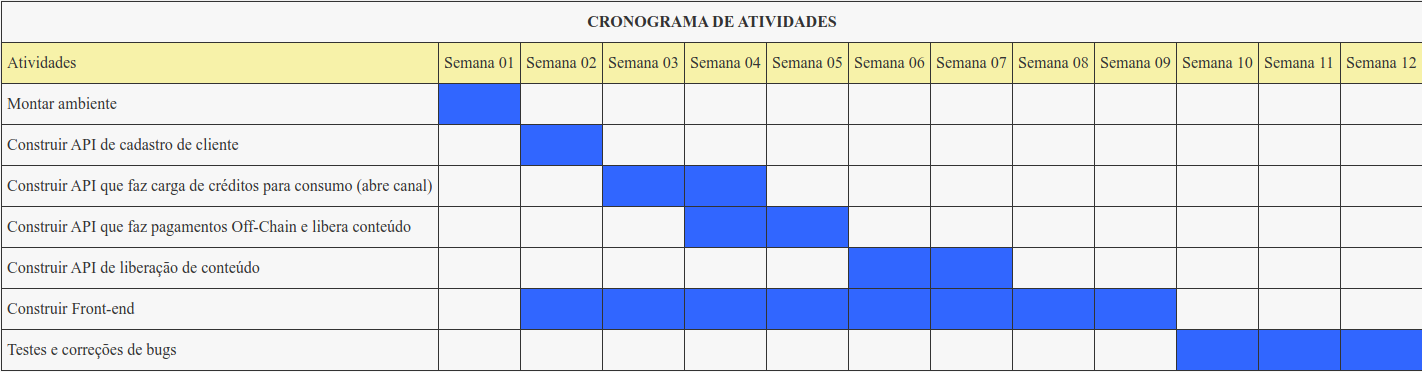 CRONOGRAMA DE ATIVIDADES
Atividades Semana 01 Semana 02 Semana 03 Semana 04 Semana 05 Semana 06 Semana 07 Semana 08 Semana 09 Semana 10 Semana 11 Semana 12
Montar ambiente
Construir API de cadastro de cliente
Construir API que faz carga de créditos para consumo (abre canal)
Construir API que faz pagamentos Off-Chain e libera conteúdo
Construir API de liberação de conteúdo
Construir Front-end
Testes e correções de bugs